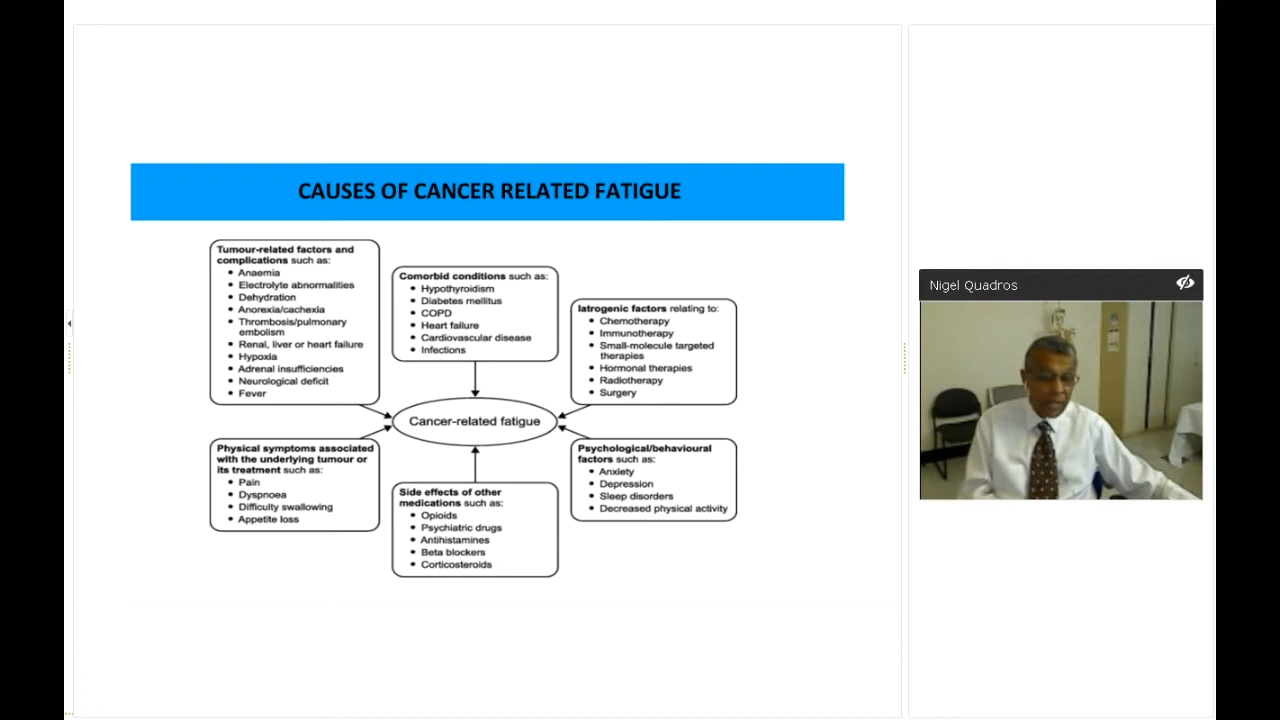 CAUSES OF CANCER RELATED FATIGUE
Tumour-related factors and
complications such as:
• Anaemia
• Electrolyte abnormalities
• Dehydration
• Anorexia/cachexia
• Thrombosis/pulmonary
embolism
• Renal, liver or heart failure
• Hypoxia
• Adrenal insufficiencies
• Neurological deficit
• Fever
Comorbid conditions such as:
• Hypothyroidism
• Diabetes mellitus
• COPD
• Heart failure
• Cardiovascular disease
• Infections
Iatrogenic factors relating to:
• Chemotherapy
• Immunotherapy
• Small-molecule targeted
therapies
• Hormonal therapies
• Radiotherapy
• Surgery
Cancer-related fatigue
Physical symptoms associated
with the underlying tumour or
its treatment such as:
• Pain
• Dyspnoea
• Difficulty swallowing
• Appetite loss
Side effects of other
medications such as:
• Opioids
• Psychiatric drugs
• Antihistamines
• Beta blockers
• Corticosteroids
Psychological/behavioural
factors such as:
• Anxiety
• Depression
• Sleep disorders
• Decreased physical activity
Nigel Quadros